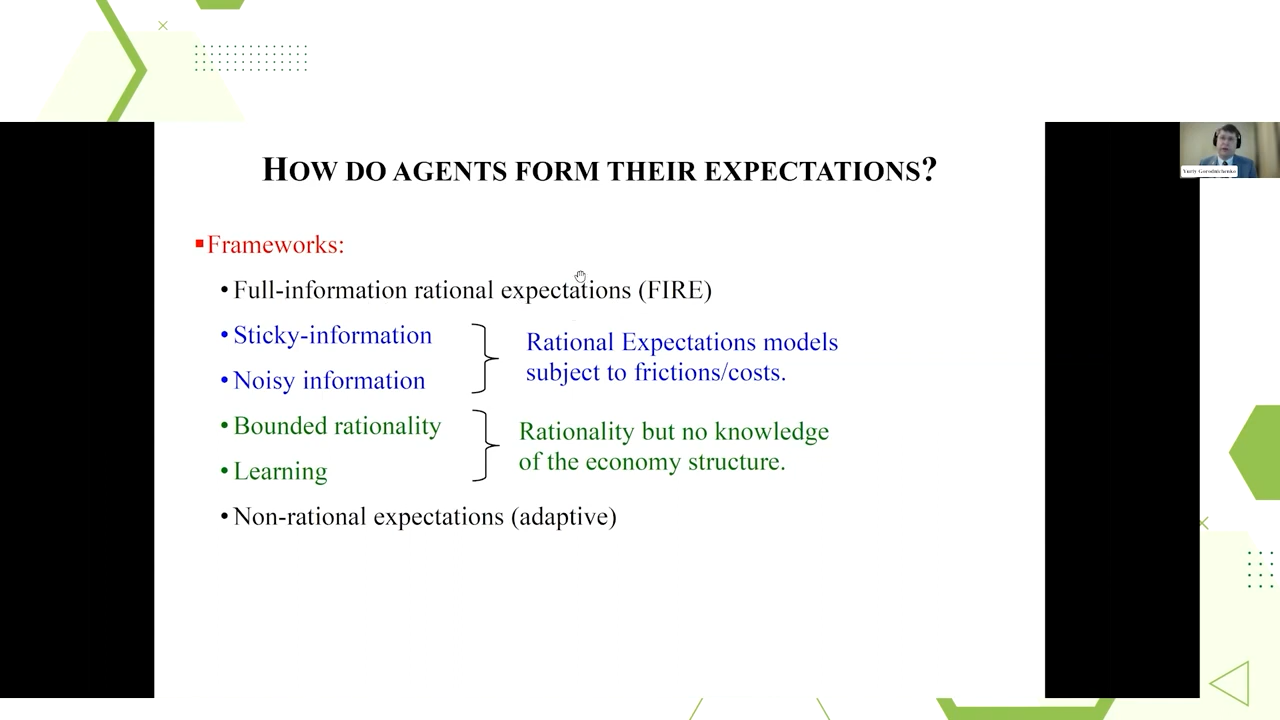 HOW DO AGENTS FORM THEIR EXPECTATIONS?
Yuriy Gorodnichenko
▪Frameworks:
•Full-information rational expectations (FIRE)
•Sticky-information
Rational Expectations models
subject to frictions/costs.
•Noisy information
•Bounded rationality
Rationality but no knowledge
of the economy structure.
•Learning
•Non-rational expectations (adaptive)